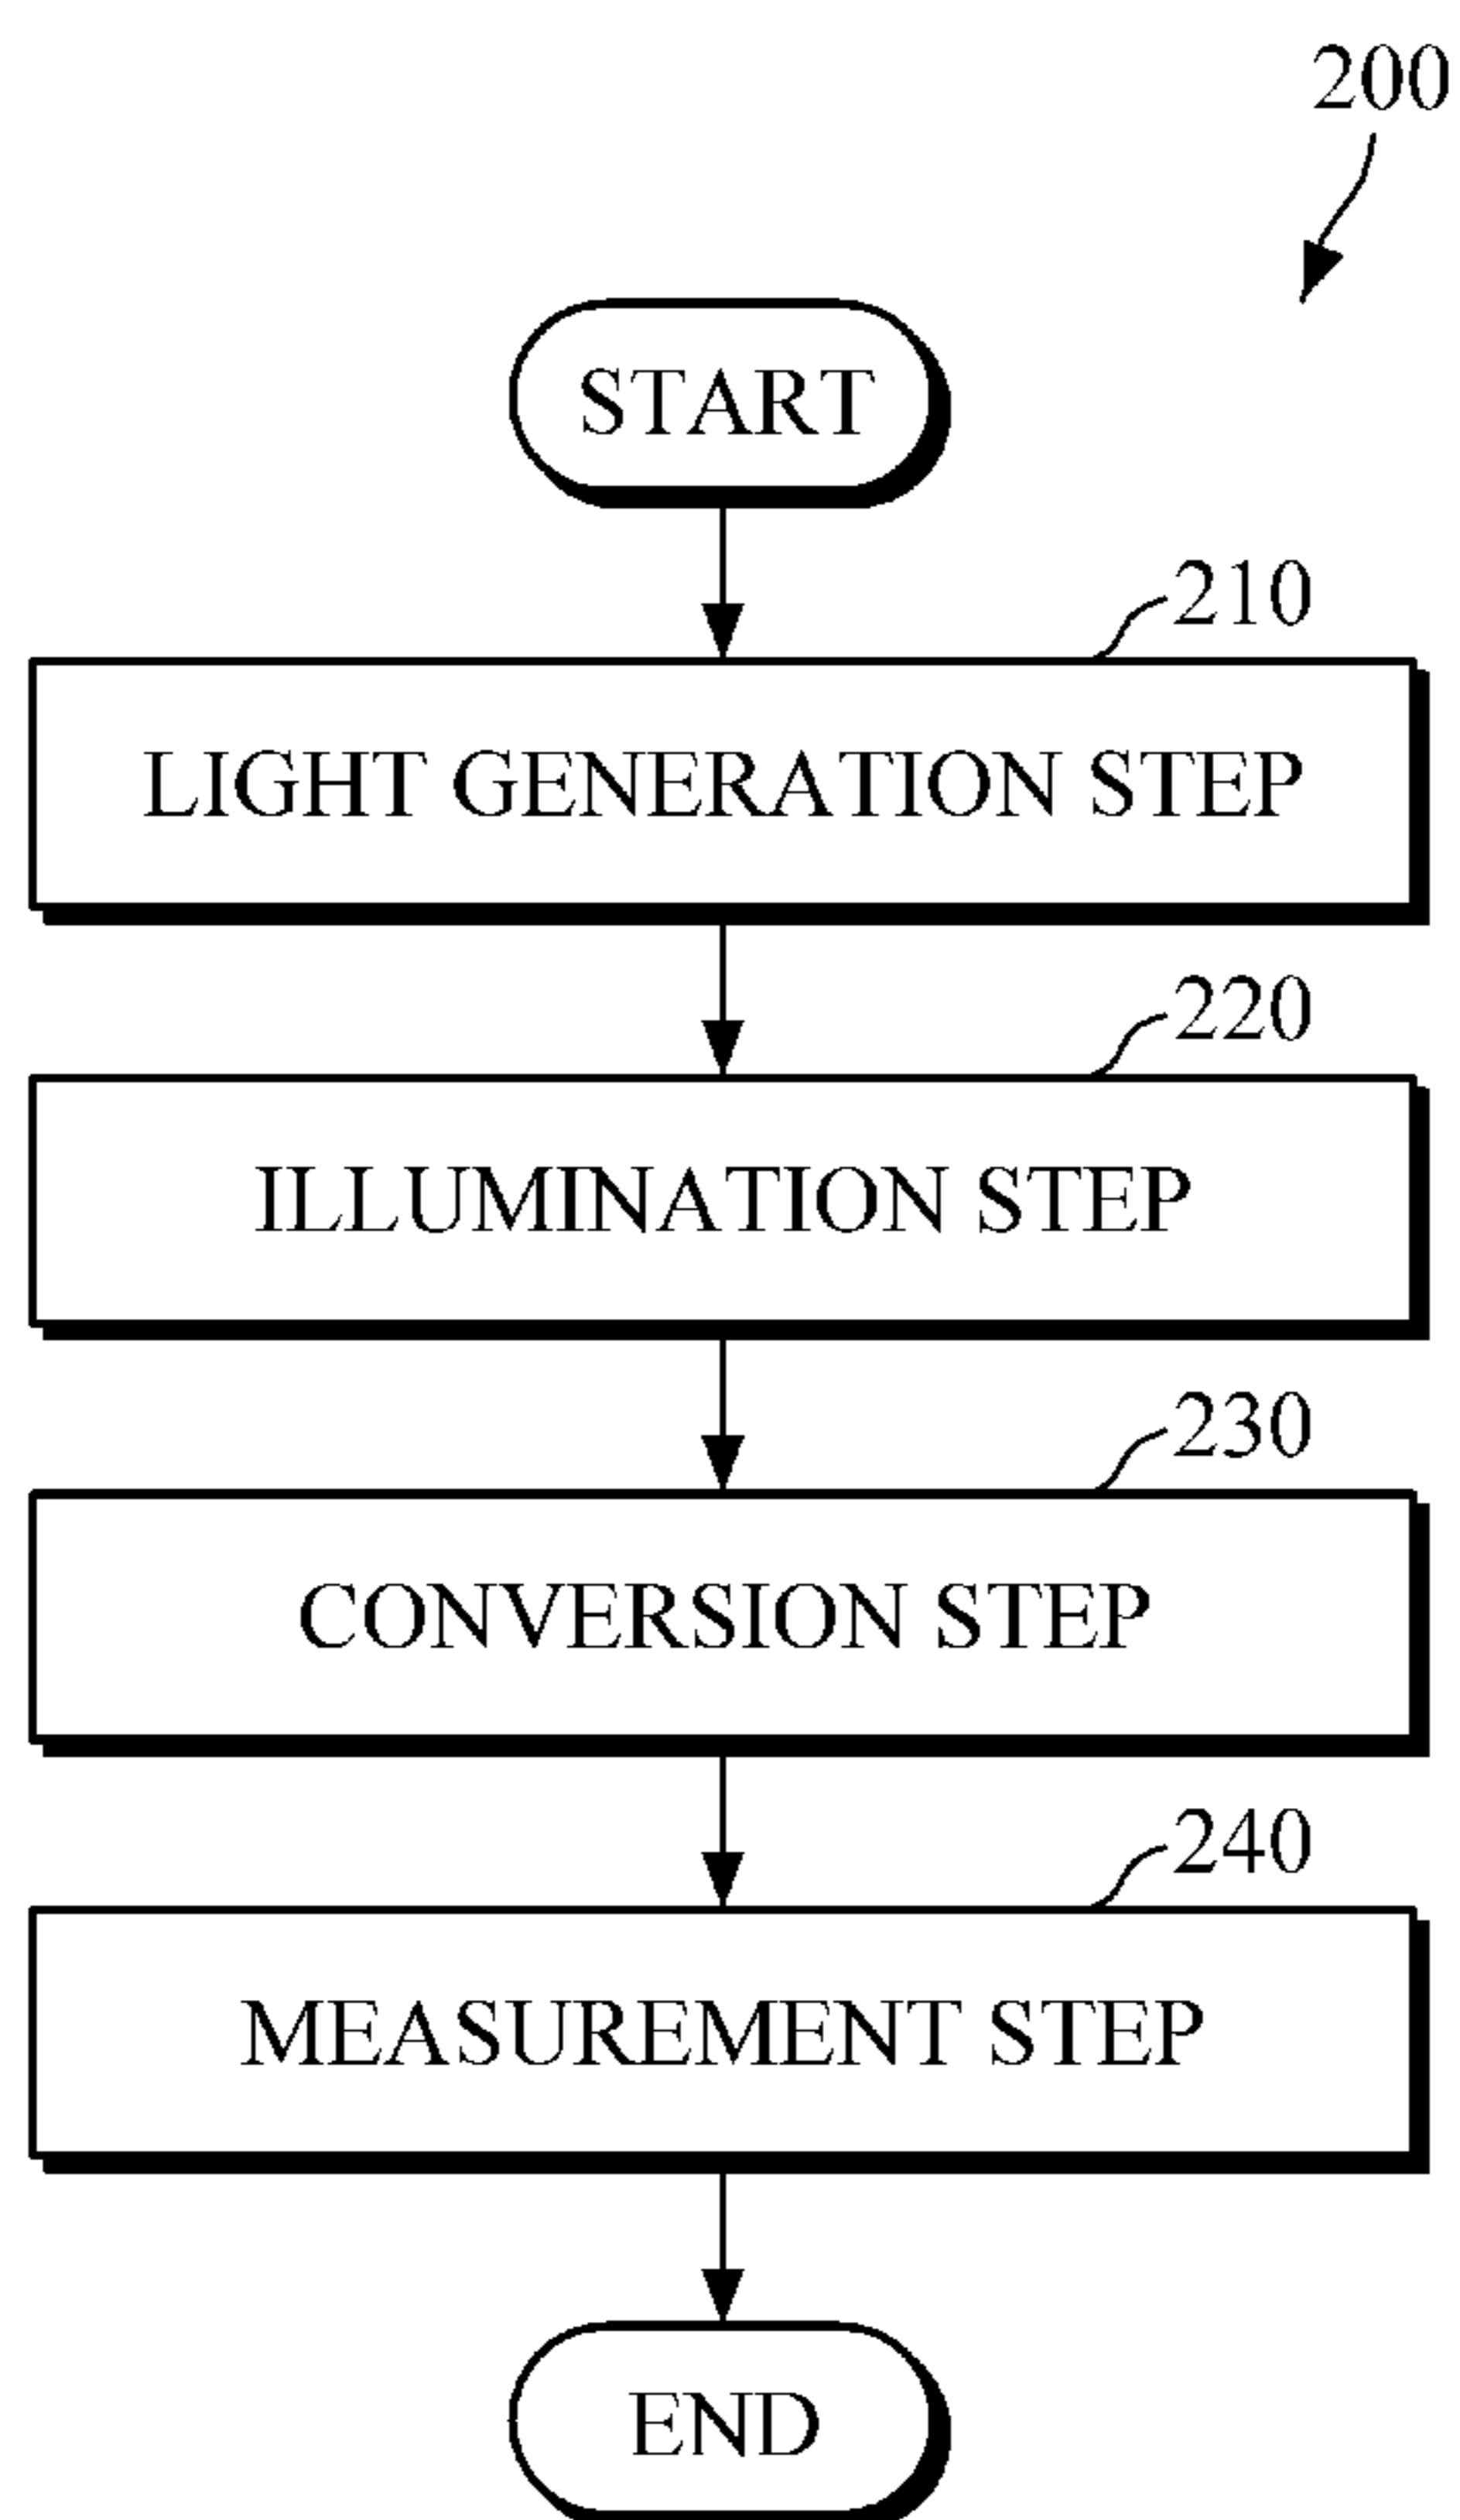 200
START
210
LIGHT GENERATION STEP
220
ILLUMINATION STEP
230
CONVERSION STEP
240
MEASUREMENT STEP
END